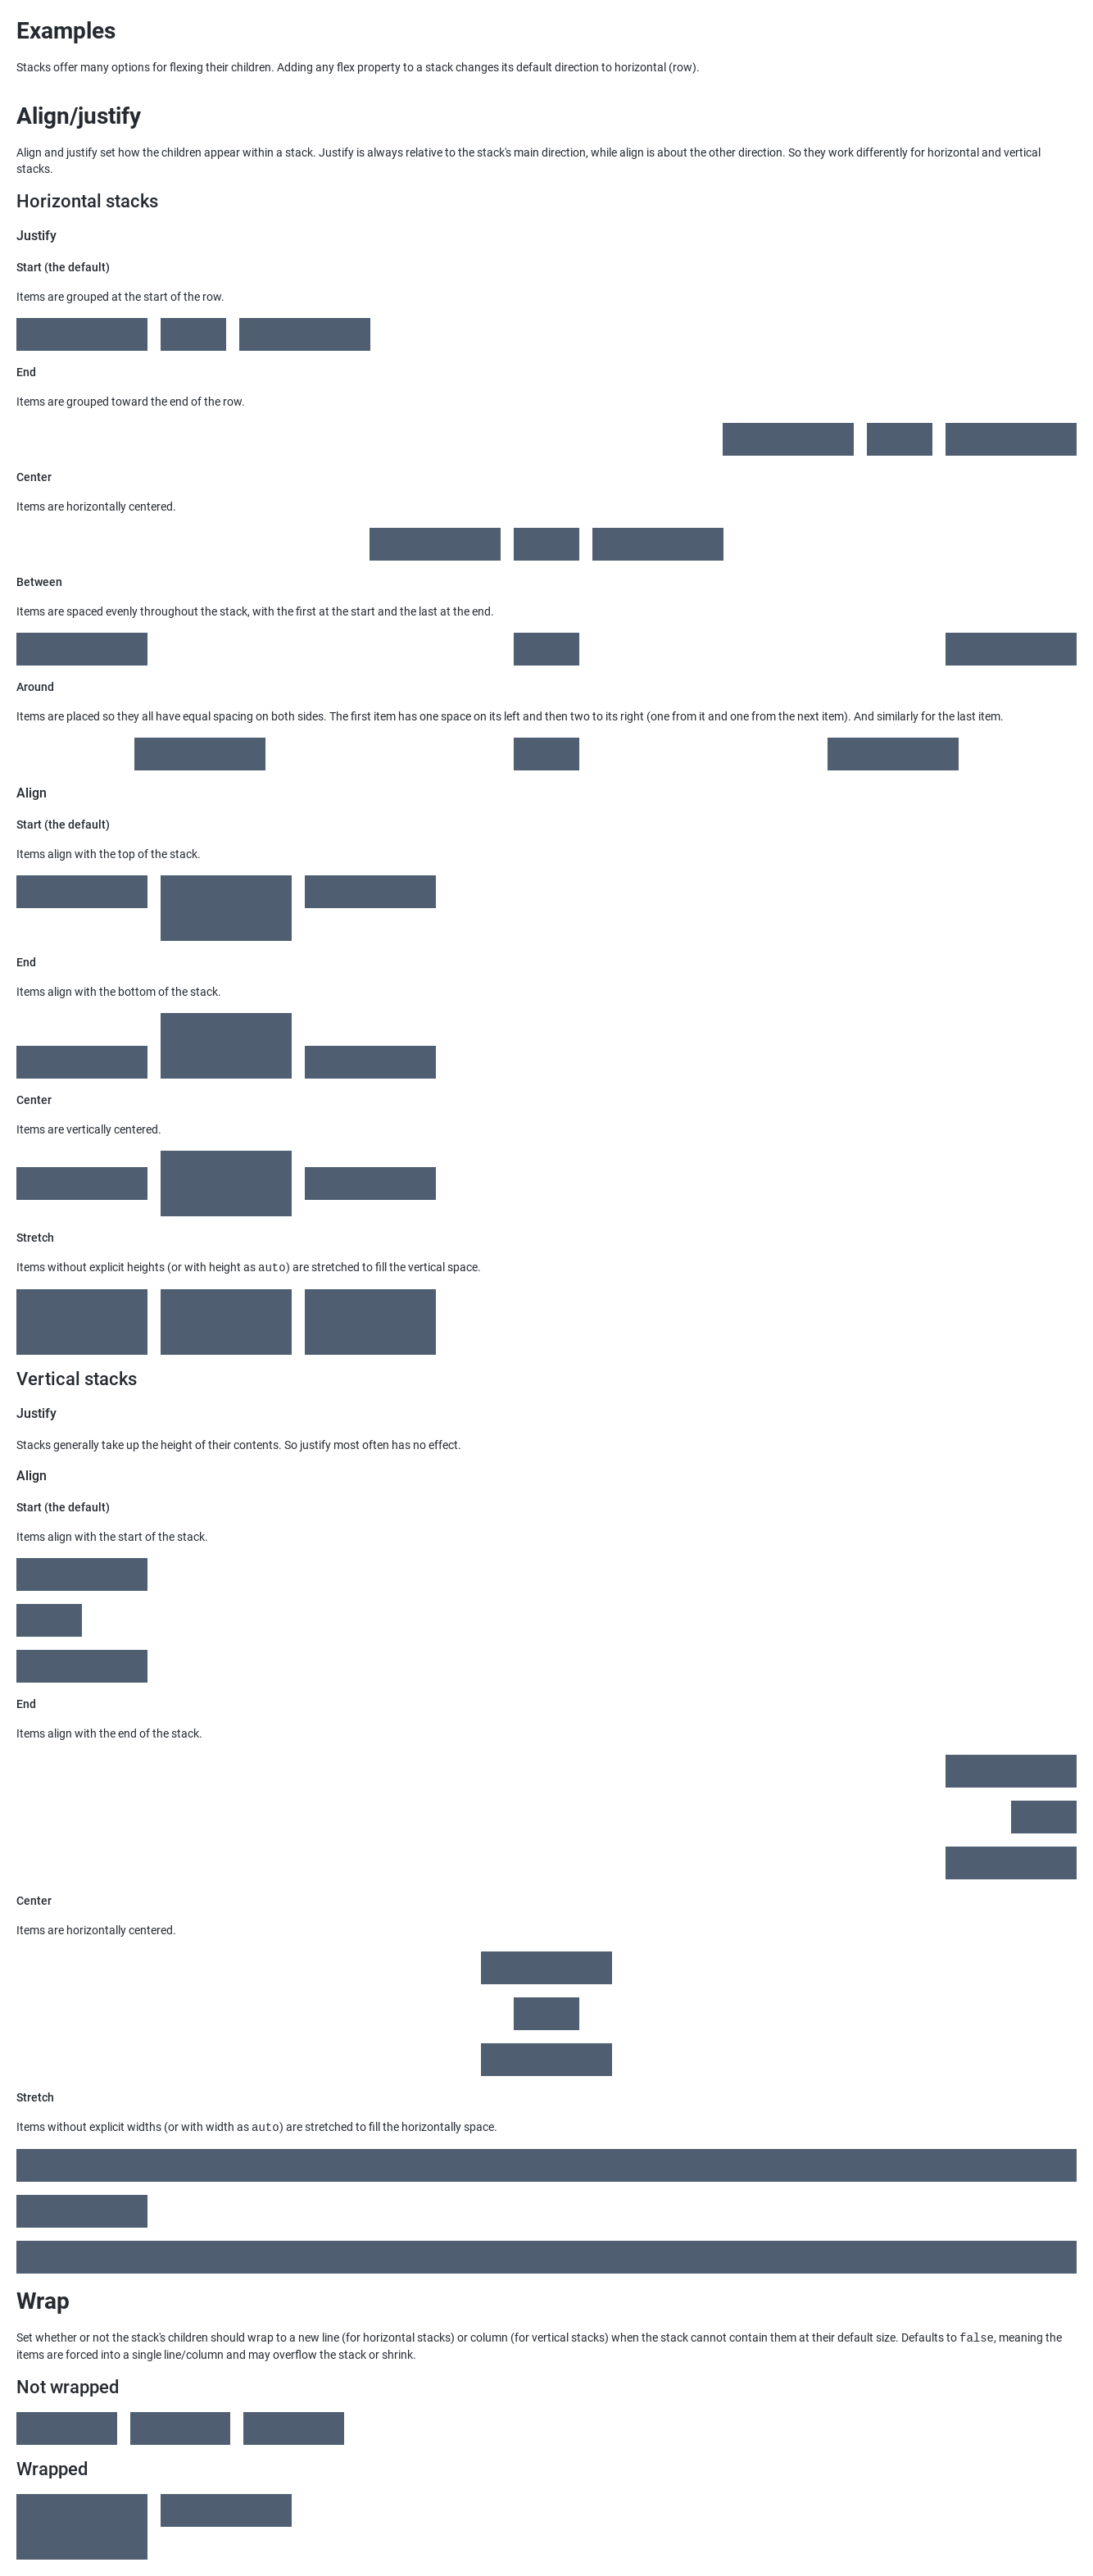 Examples
Stacks offer many options for flexing their children. Adding any flex property to a stack changes its default direction to horizontal (row).
Align/justify
Align and justify set how the children appear within a stack. Justify is always relative to the stack's main direction, while align is about the other direction. So they work differently for horizontal and vertical
stacks.
Horizontal stacks
Justify
Start (the default)
Items are grouped at the start of the row.
End
Items are grouped toward the end of the row.
Center
Items are horizontally centered.
Between
Items are spaced evenly throughout the stack, with the first at the start and the last at the end.
Around
Items are placed so they all have equal spacing on both sides. The first item has one space on its left and then two to its right (one from it and one from the next item). And similarly for the last item.
Align
Start (the default)
Items align with the top of the stack.
End
Items align with the bottom of the stack.
Center
Items are vertically centered.
Stretch
Items without explicit heights (or with height as auto) are stretched to fill the vertical space.
Vertical stacks
Justify
Stacks generally take up the height of their contents. So justify most often has no effect.
Align
Start (the default)
Items align with the start of the stack.
End
Items align with the end of the stack.
Center
Items are horizontally centered.
Stretch
Items without explicit widths (or with width as auto) are stretched to fill the horizontally space.
Wrap
Set whether or not the stack's children should wrap to a new line (for horizontal stacks) or column (for vertical stacks) when the stack cannot contain them at their default size. Defaults to false, meaning the
items are forced into a single line/column and may overflow the stack or shrink.
Not wrapped
Wrapped